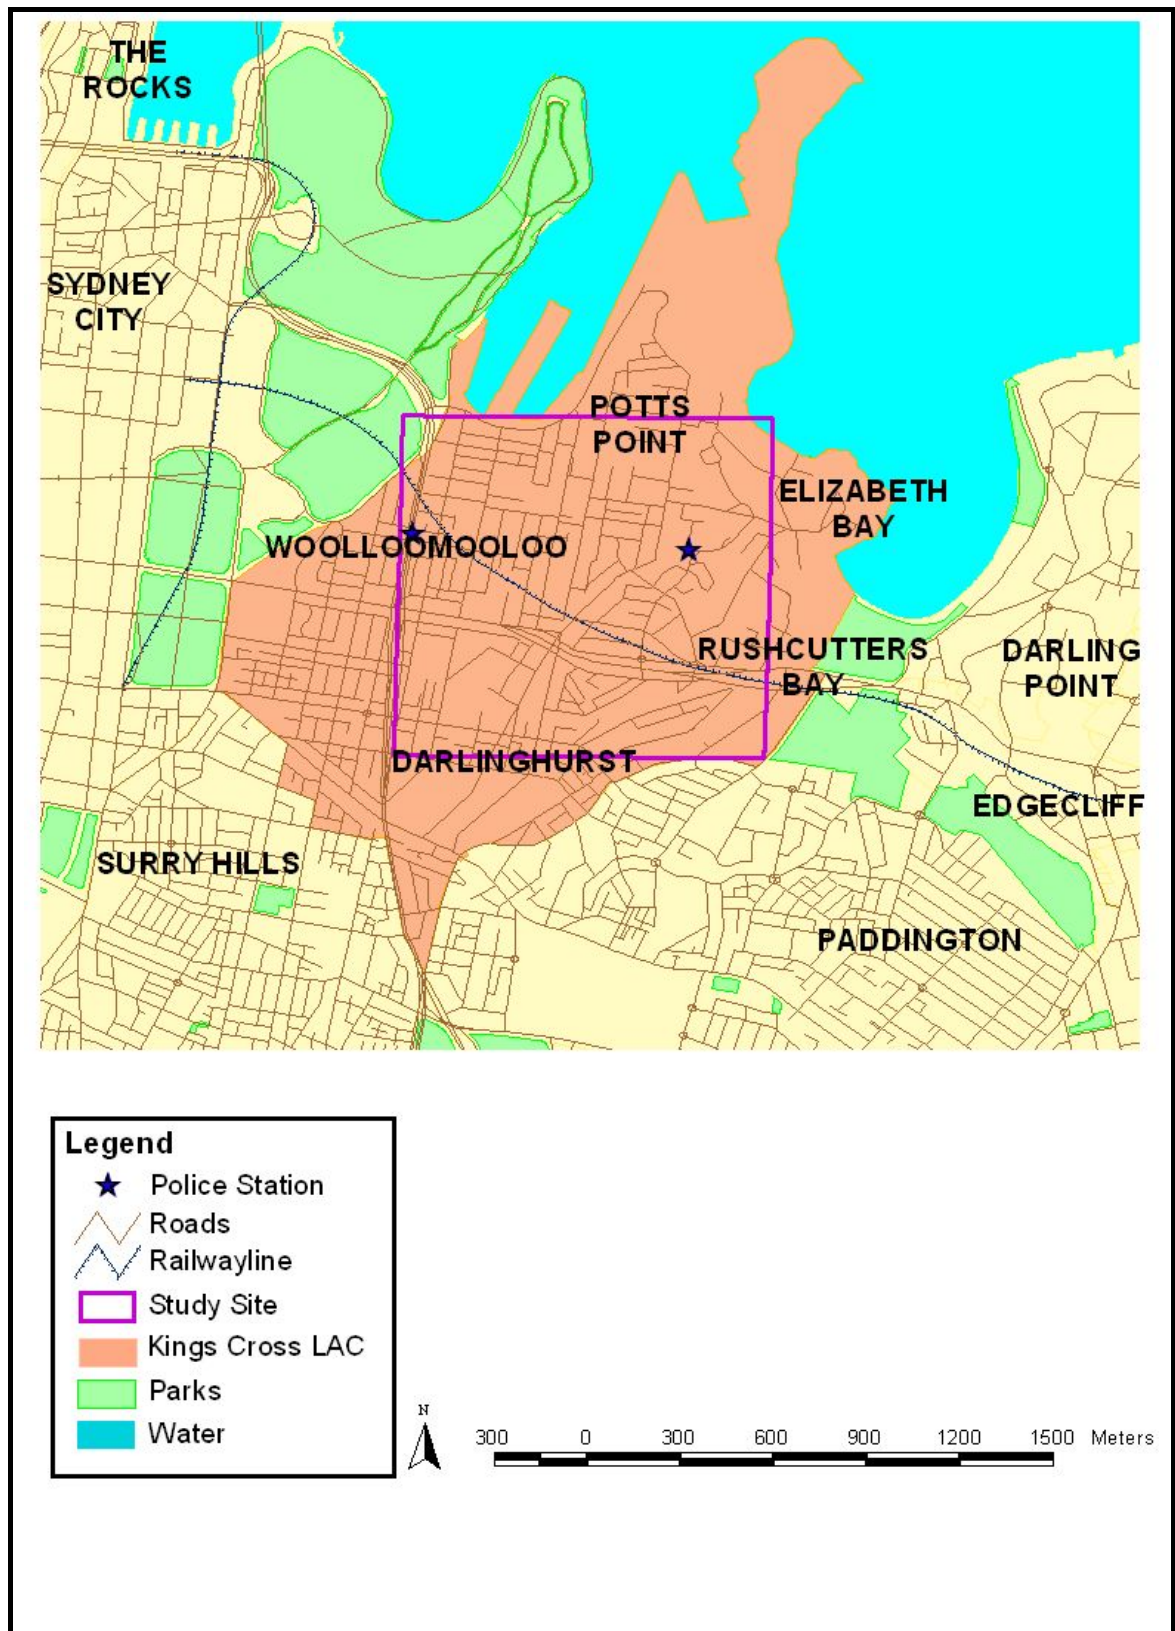 THE
ROCKS
SYDNEY
CITY
POTTS
POINT
ELIZABETH
BAY
WOOLLOOMOOLOO
RUSHCUTTERS
BAY
DARLING
POINT
DARLINGHURST
EDGECLIFF
SURRY HILLS
PADDINGTON
Legend
Police Station
Roads
Railwayline
Study Site
Kings Cross LAC
Parks
Water
N
300 0 300 600 900 1200 1500 Meters